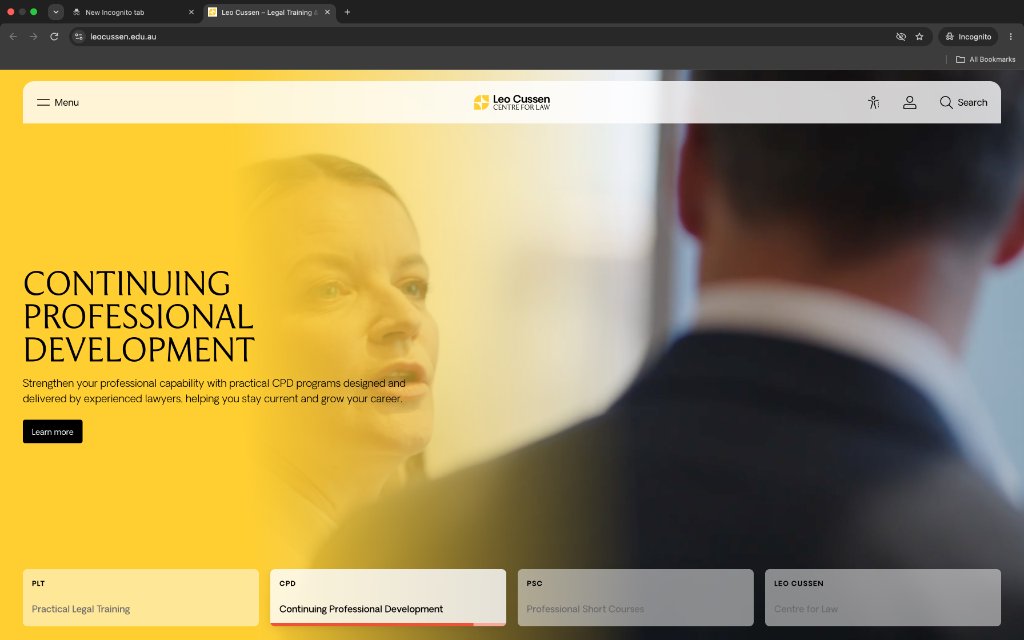 New Incognito tab
Leo Cussen – Legal Training &
leocussen.edu.au
Incognito
All Bookmarks
Menu
Leo Cussen
CENTRE FOR LAW
Search
CONTINUING
PROFESSIONAL
DEVELOPMENT
Strengthen your professional capability with practical CPD programs designed and
delivered by experienced lawyers, helping you stay current and grow your career.
Learn more
PLT
Practical Legal Training
CPD
Continuing Professional Development
PSC
Professional Short Courses
LEO CUSSEN
Centre for Law